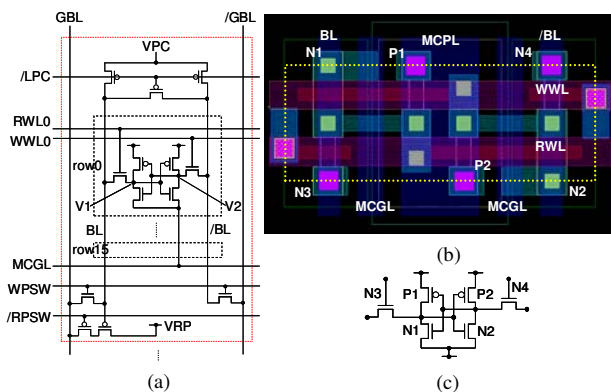 GBL /GBL
VPC
/LPC
RWL0
WWL0
row0
V1 V2
BL /BL
row15
MCGL
WPSW
/RPSW
VRP
(a)
BL /BL
N1 P1 MCPL N4
WWL
RWL
N3 P2 N2
MCGL MCGL
(b)
N3 P1 P2 N4
N1 N2
(c)